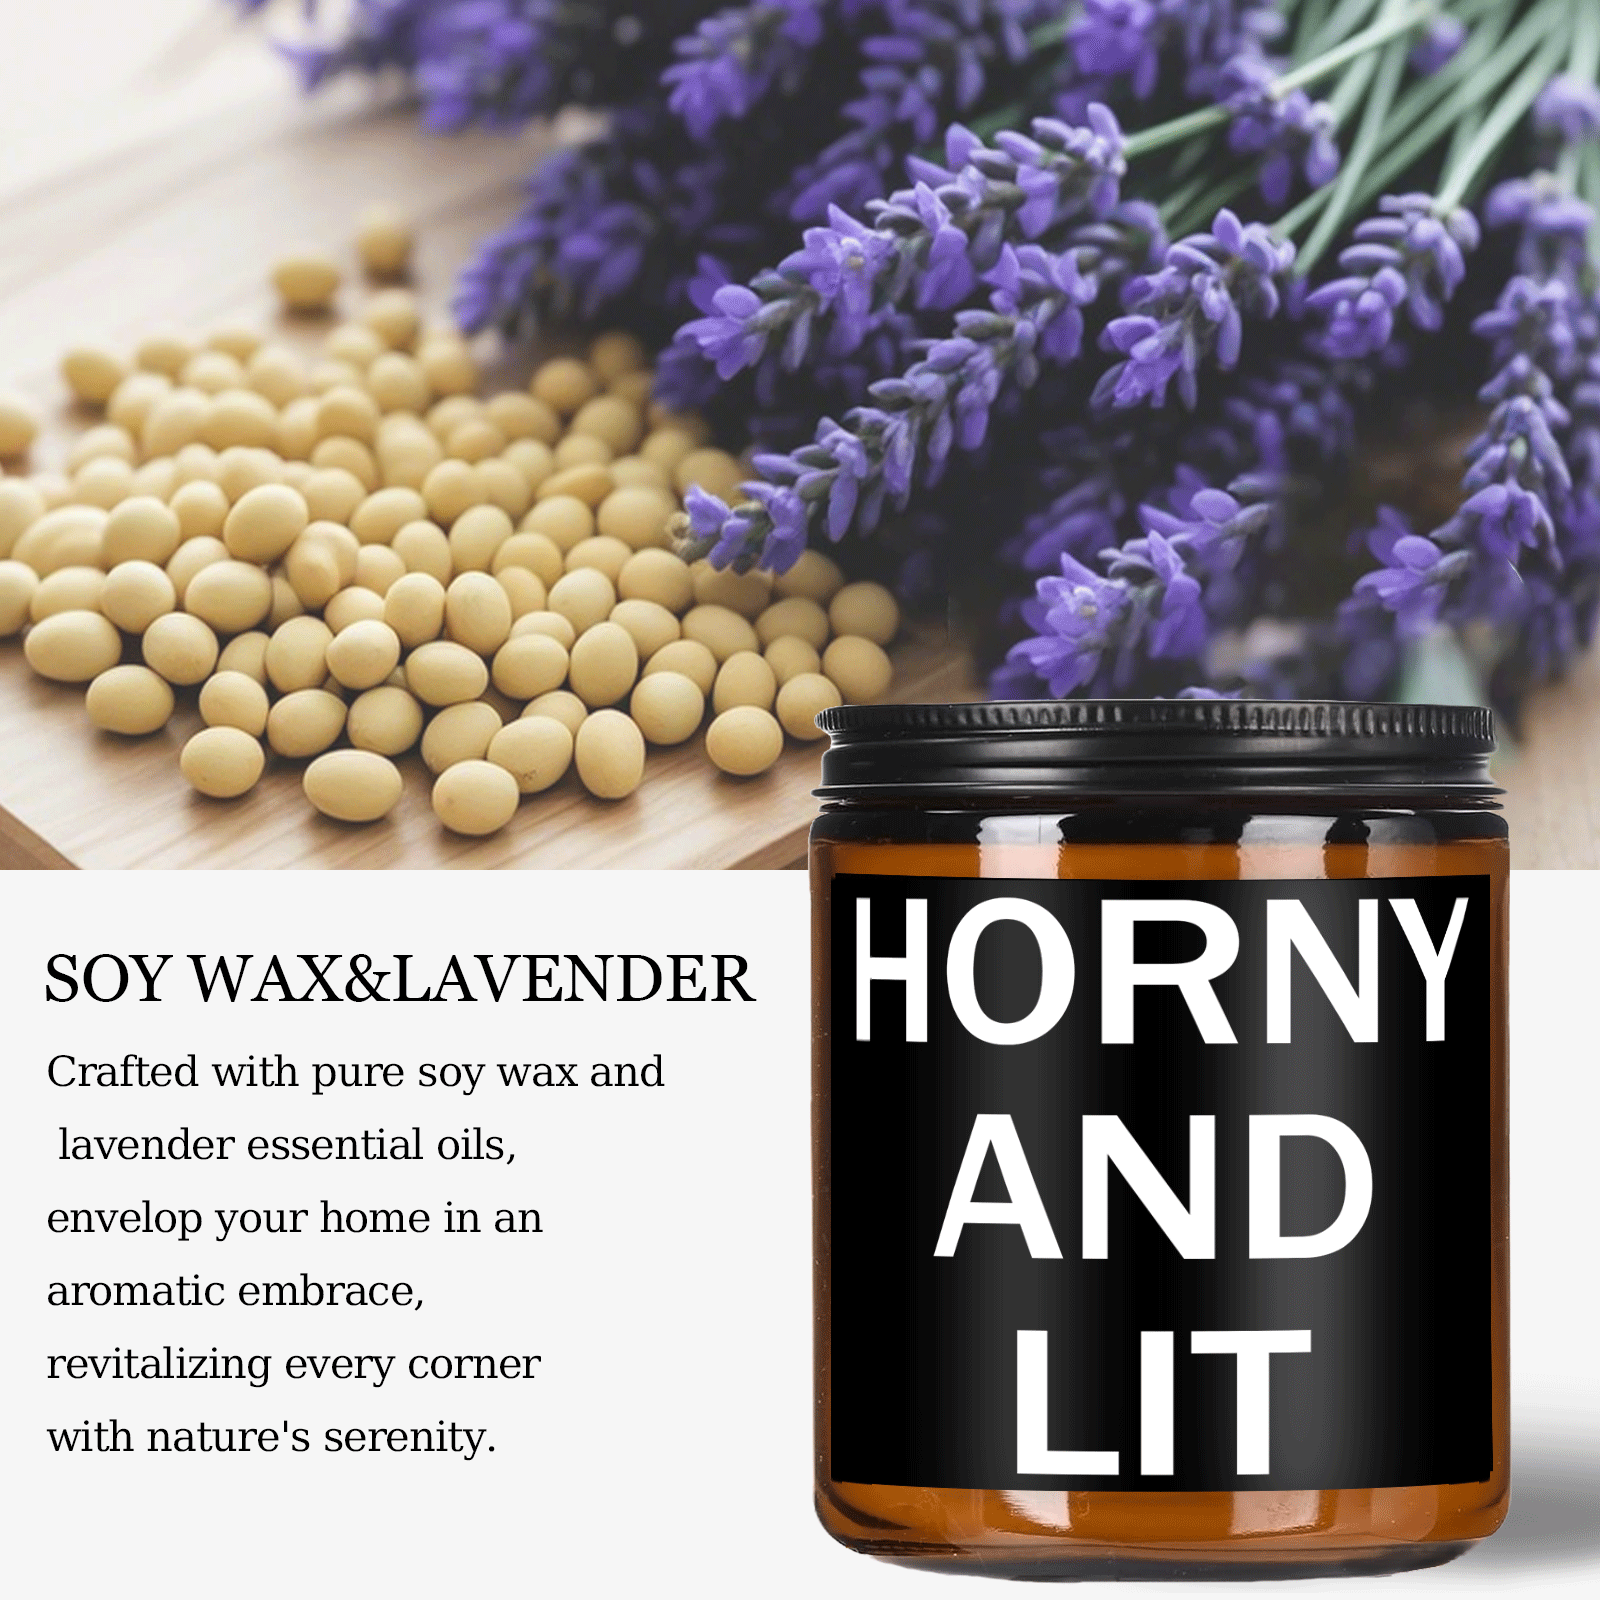 SOY WAX&LAVENDER
Crafted with pure soy wax and
lavender essential oils,
envelop your home in an
aromatic embrace,
revitalizing every corner
with nature's serenity.
HORNY
AND
LIT